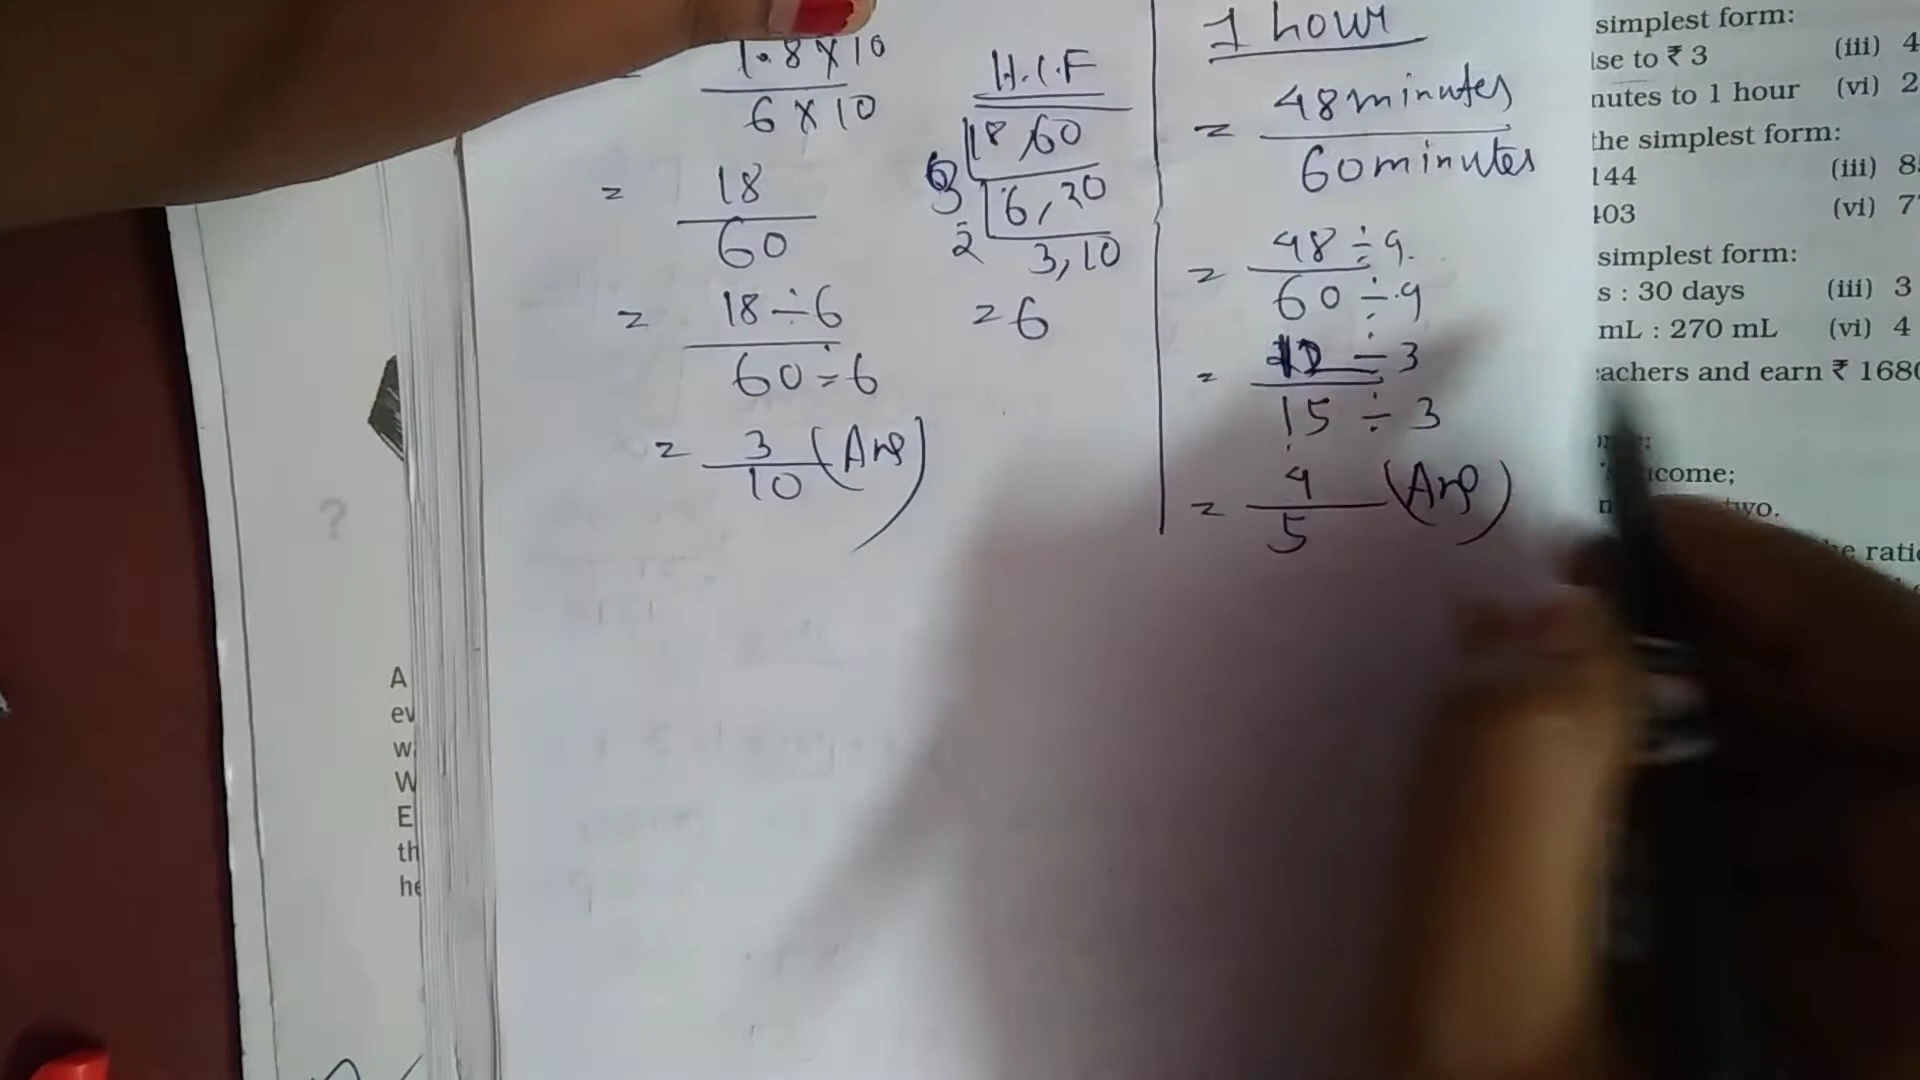 = 1.8 x 10
6 x 10
= 18
60
= 18 ÷ 6
60 ÷ 6
= 3 (Ans)
10
H.C.F
18, 60
3 6, 20
2 3, 10
= 6
1 hour
= 48 minutes
60 minutes
= 48 ÷ 4
60 ÷ 4
= 12 ÷ 3
15 ÷ 3
= 4 (Ans)
5
simplest form:
lse to ₹ 3 (iii) 4
nutes to 1 hour (vi) 2
the simplest form:
144 (iii) 8
403 (vi) 7
simplest form:
s : 30 days (iii) 3
mL : 270 mL (vi) 4
eachers and earn ₹ 1680
come;
wo.
e ratio
?
A
ev
w
W
E
th
he